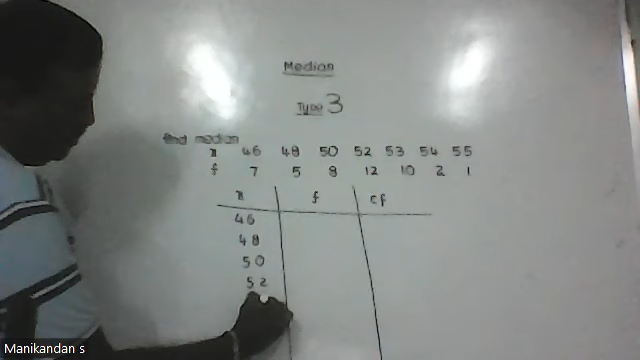 Median
Type 3
find median
x 46 48 50 52 53 54 55
f 7 5 8 12 10 2 1
x f cf
46
48
50
52
Manikandan s